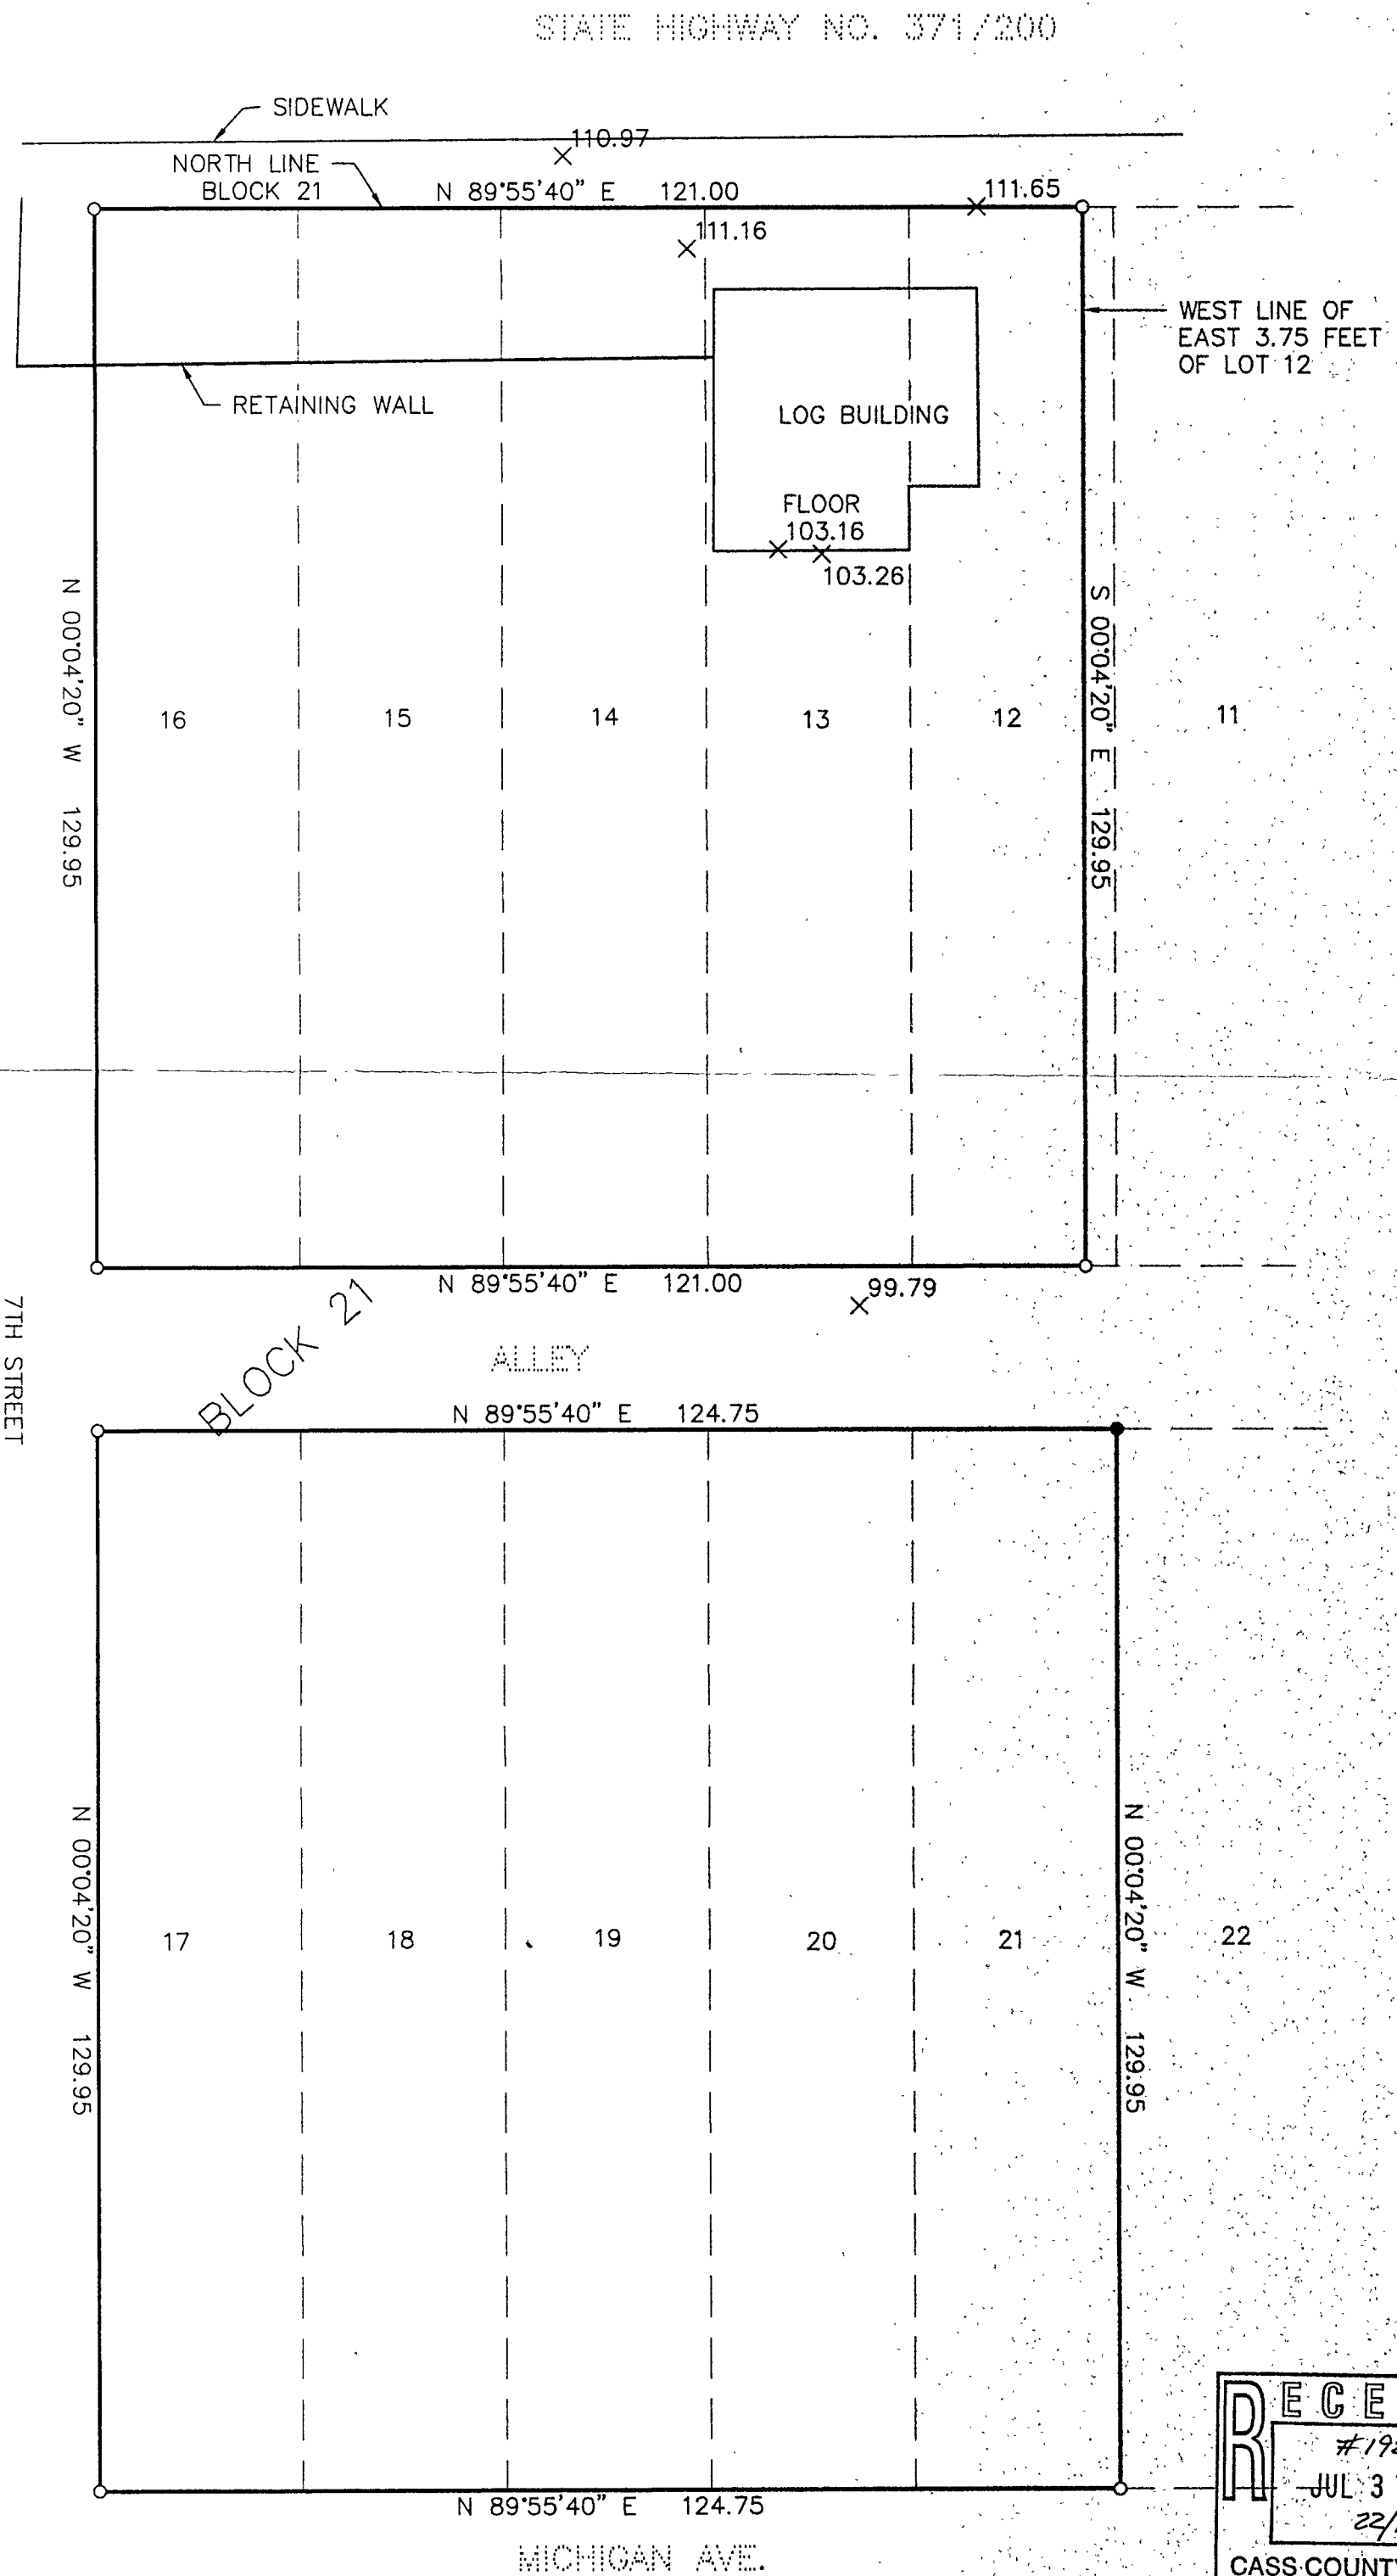 STATE HIGHWAY NO. 371/200
SIDEWALK
110.97
NORTH LINE
BLOCK 21
N 89°55'40" E 121.00
111.65
111.16
WEST LINE OF
EAST 3.75 FEET
OF LOT 12
RETAINING WALL
LOG BUILDING
FLOOR
103.16
103.26
N 00°04'20" W 129.95
S 00°04'20" E 129.95
16
15
14
13
12
11
N 89°55'40" E 121.00
99.79
7TH STREET
BLOCK 21
ALLEY
N 89°55'40" E 124.75
N 00°04'20" W 129.95
N 00°04'20" W 129.95
17
18
19
20
21
22
N 89°55'40" E 124.75
MICHIGAN AVE.
RECE
JUL 3
CASS COUNT